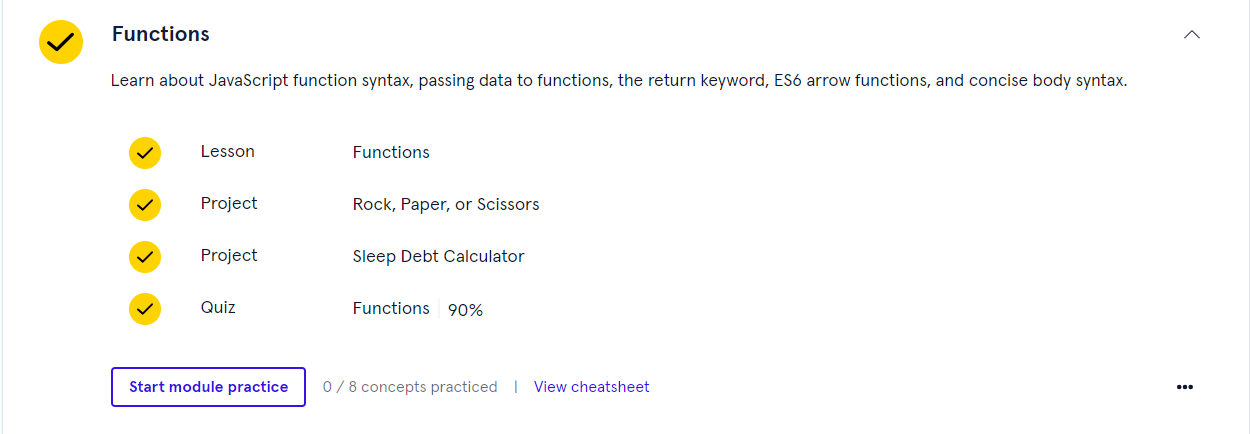 Functions
Learn about JavaScript function syntax, passing data to functions, the return keyword, ES6 arrow functions, and concise body syntax.
Lesson Functions
Project Rock, Paper, or Scissors
Project Sleep Debt Calculator
Quiz Functions 90%
Start module practice 0 / 8 concepts practiced | View cheatsheet